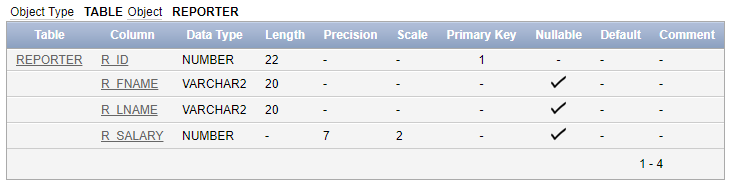 Object Type TABLE Object REPORTER
Table Column Data Type Length Precision Scale Primary Key Nullable Default Comment
REPORTER R_ID NUMBER 22 - - 1 - - -
R_FNAME VARCHAR2 20 - - - - -
R_LNAME VARCHAR2 20 - - - - -
R_SALARY NUMBER - 7 2 - - -
1 - 4